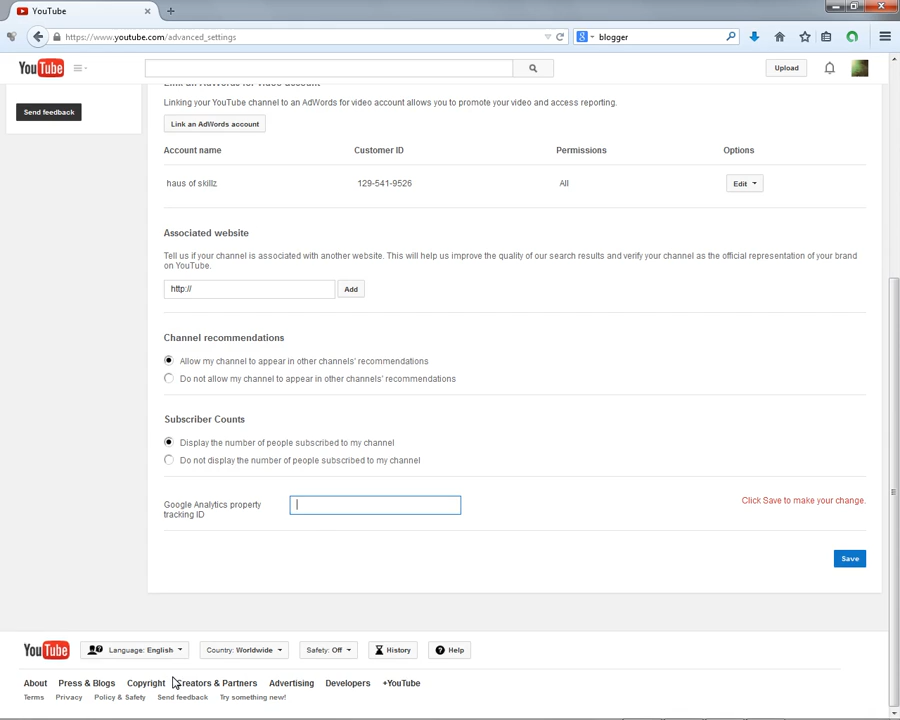 YouTube
https://www.youtube.com/advanced_settings
blogger
YouTube
Upload
Send feedback
Linking your YouTube channel to an AdWords for video account allows you to promote your video and access reporting.
Link an AdWords account
Account name Customer ID Permissions Options
haus of skillz 129-541-9526 All Edit
Associated website
Tell us if your channel is associated with another website. This will help us improve the quality of our search results and verify your channel as the official representation of your brand
on YouTube.
http:// Add
Channel recommendations
Allow my channel to appear in other channels' recommendations
Do not allow my channel to appear in other channels' recommendations
Subscriber Counts
Display the number of people subscribed to my channel
Do not display the number of people subscribed to my channel
Google Analytics property
tracking ID
Click Save to make your change.
Save
YouTube Language: English Country: Worldwide Safety: Off History Help
About Press & Blogs Copyright Creators & Partners Advertising Developers +YouTube
Terms Privacy Policy & Safety Send feedback Try something new!